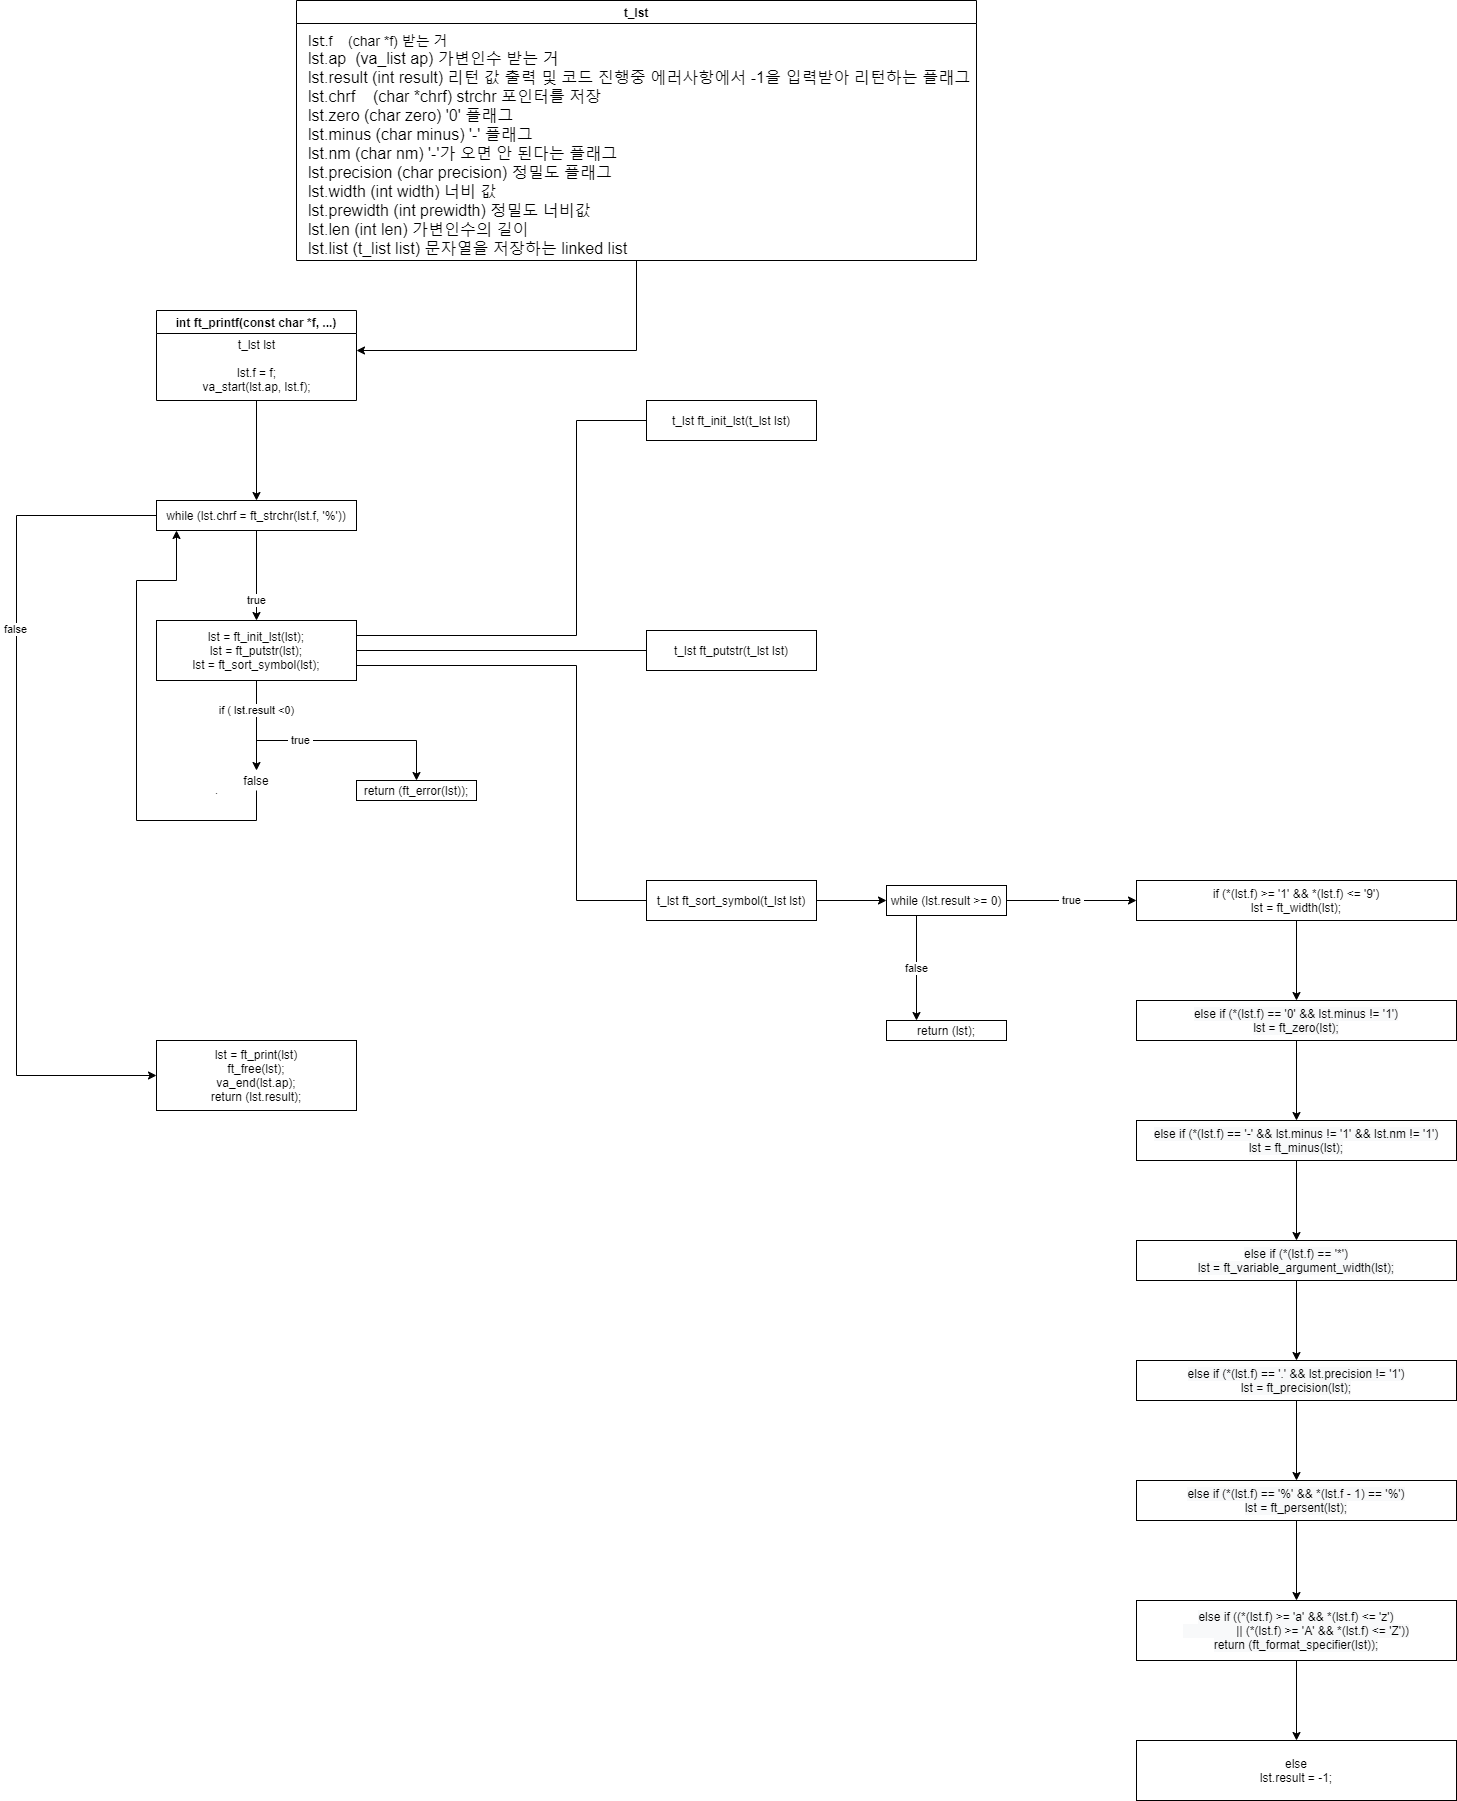 t_lst
lst.f (char *f) 받는 거
lst.ap (va_list ap) 가변인수 받는 거
lst.result (int result) 리턴 값 출력 및 코드 진행중 에러사항에서 -1을 입력받아 리턴하는 플래그
lst.chrf (char *chrf) strchr 포인터를 저장
lst.zero (char zero) '0' 플래그
lst.minus (char minus) '-' 플래그
lst.nm (char nm) '-'가 오면 안 된다는 플래그
lst.precision (char precision) 정밀도 플래그
lst.width (int width) 너비 값
lst.prewidth (int prewidth) 정밀도 너비값
lst.len (int len) 가변인수의 길이
lst.list (t_list list) 문자열을 저장하는 linked list
int ft_printf(const char *f, ...)
t_lst lst
lst.f = f;
va_start(lst.ap, lst.f);
t_lst ft_init_lst(t_lst lst)
while (lst.chrf = ft_strchr(lst.f, '%'))
true
false
lst = ft_init_lst(lst);
lst = ft_putstr(lst);
lst = ft_sort_symbol(lst);
t_lst ft_putstr(t_lst lst)
if ( lst.result <0)
true
false
.
return (ft_error(lst));
t_lst ft_sort_symbol(t_lst lst)
while (lst.result >= 0)
true
if (*(lst.f) >= '1' && *(lst.f) <= '9')
lst = ft_width(lst);
false
return (lst);
else if (*(lst.f) == '0' && lst.minus != '1')
lst = ft_zero(lst);
lst = ft_print(lst)
ft_free(lst);
va_end(lst.ap);
return (lst.result);
else if (*(lst.f) == '-' && lst.minus != '1' && lst.nm != '1')
lst = ft_minus(lst);
else if (*(lst.f) == '*')
lst = ft_variable_argument_width(lst);
else if (*(lst.f) == '.' && lst.precision != '1')
lst = ft_precision(lst);
else if (*(lst.f) == '%' && *(lst.f - 1) == '%')
lst = ft_persent(lst);
else if ((*(lst.f) >= 'a' && *(lst.f) <= 'z')
|| (*(lst.f) >= 'A' && *(lst.f) <= 'Z'))
return (ft_format_specifier(lst));
else
lst.result = -1;